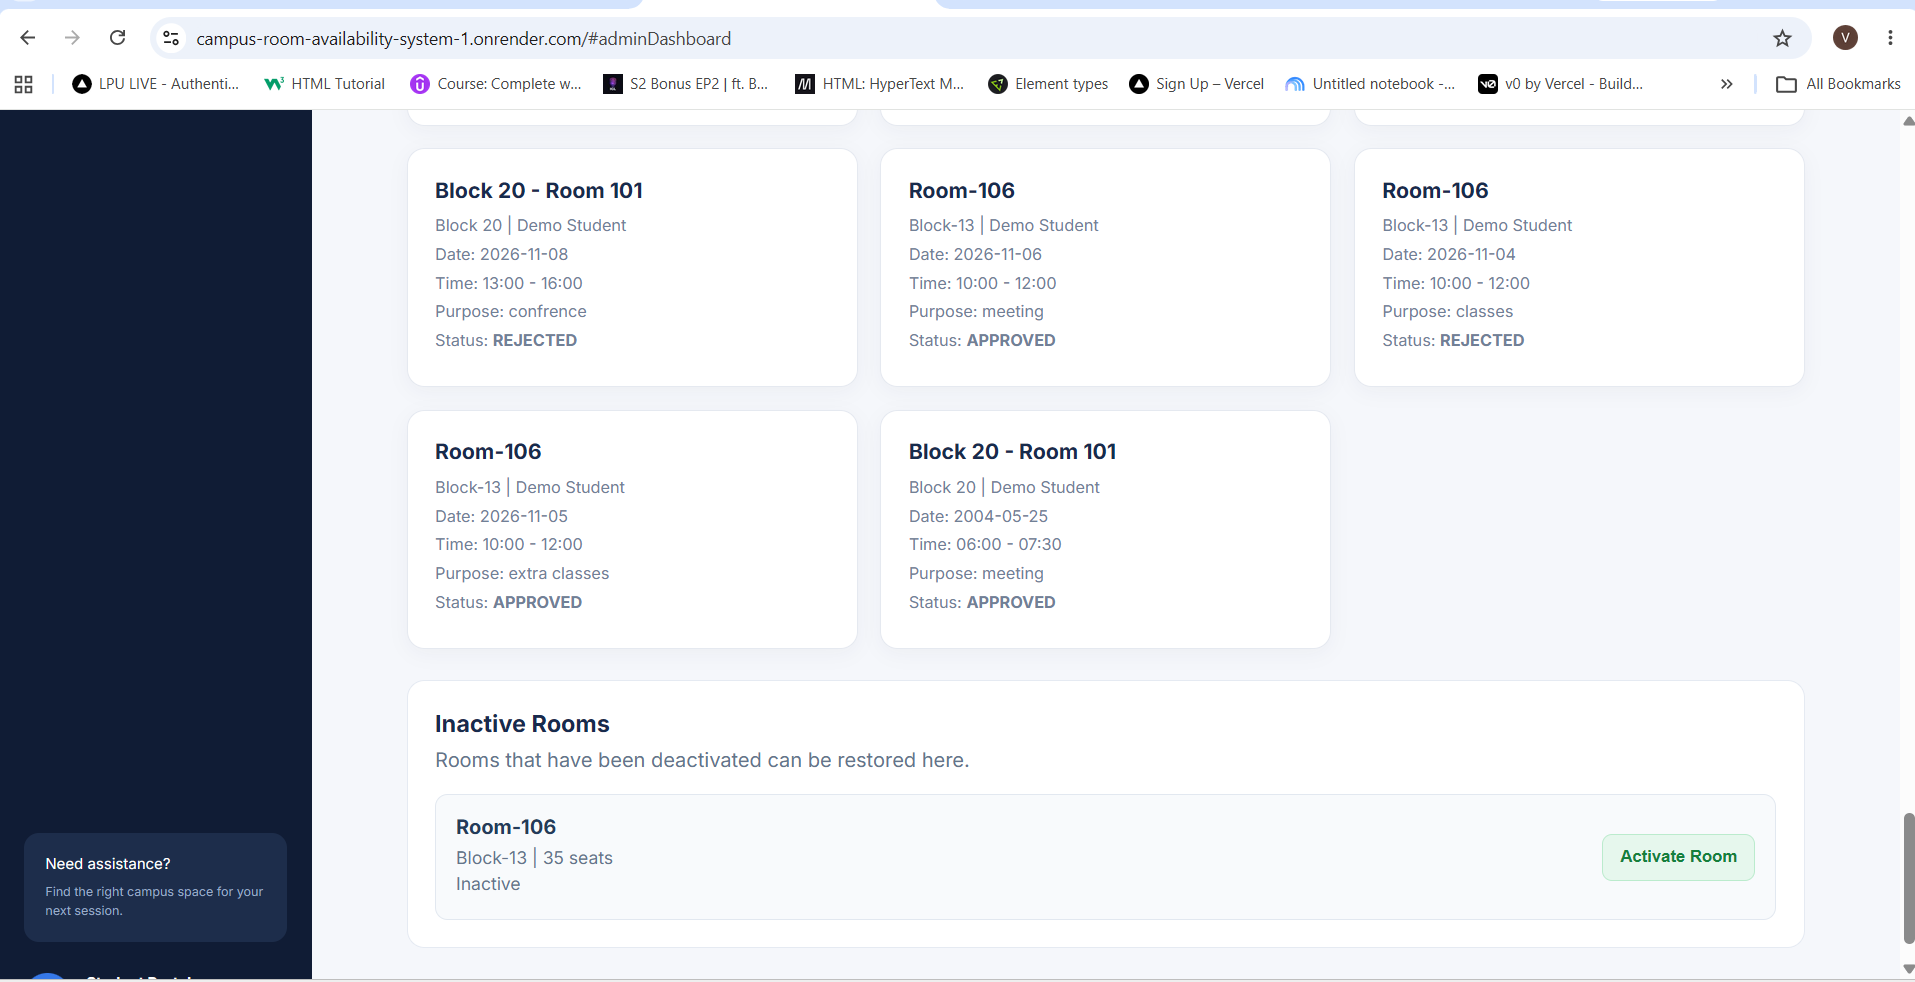 campus-room-availability-system-1.onrender.com/#adminDashboard
V
LPU LIVE - Authenti...
HTML Tutorial
Course: Complete w...
S2 Bonus EP2 | ft. B...
HTML: HyperText M...
Element types
Sign Up – Vercel
Untitled notebook -...
v0 by Vercel - Build...
All Bookmarks
Block 20 - Room 101
Block 20 | Demo Student
Date: 2026-11-08
Time: 13:00 - 16:00
Purpose: confrence
Status: REJECTED
Room-106
Block-13 | Demo Student
Date: 2026-11-06
Time: 10:00 - 12:00
Purpose: meeting
Status: APPROVED
Room-106
Block-13 | Demo Student
Date: 2026-11-04
Time: 10:00 - 12:00
Purpose: classes
Status: REJECTED
Room-106
Block-13 | Demo Student
Date: 2026-11-05
Time: 10:00 - 12:00
Purpose: extra classes
Status: APPROVED
Block 20 - Room 101
Block 20 | Demo Student
Date: 2004-05-25
Time: 06:00 - 07:30
Purpose: meeting
Status: APPROVED
Inactive Rooms
Rooms that have been deactivated can be restored here.
Room-106
Block-13 | 35 seats
Inactive
Activate Room
Need assistance?
Find the right campus space for your
next session.